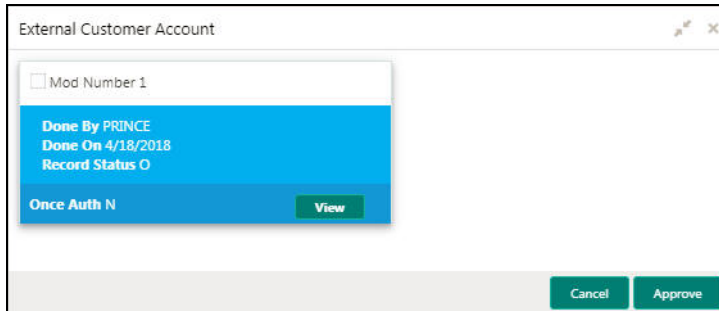 External Customer Account
Mod Number 1
Done By PRINCE
Done On 4/18/2018
Record Status O
Once Auth N
View
Cancel
Approve